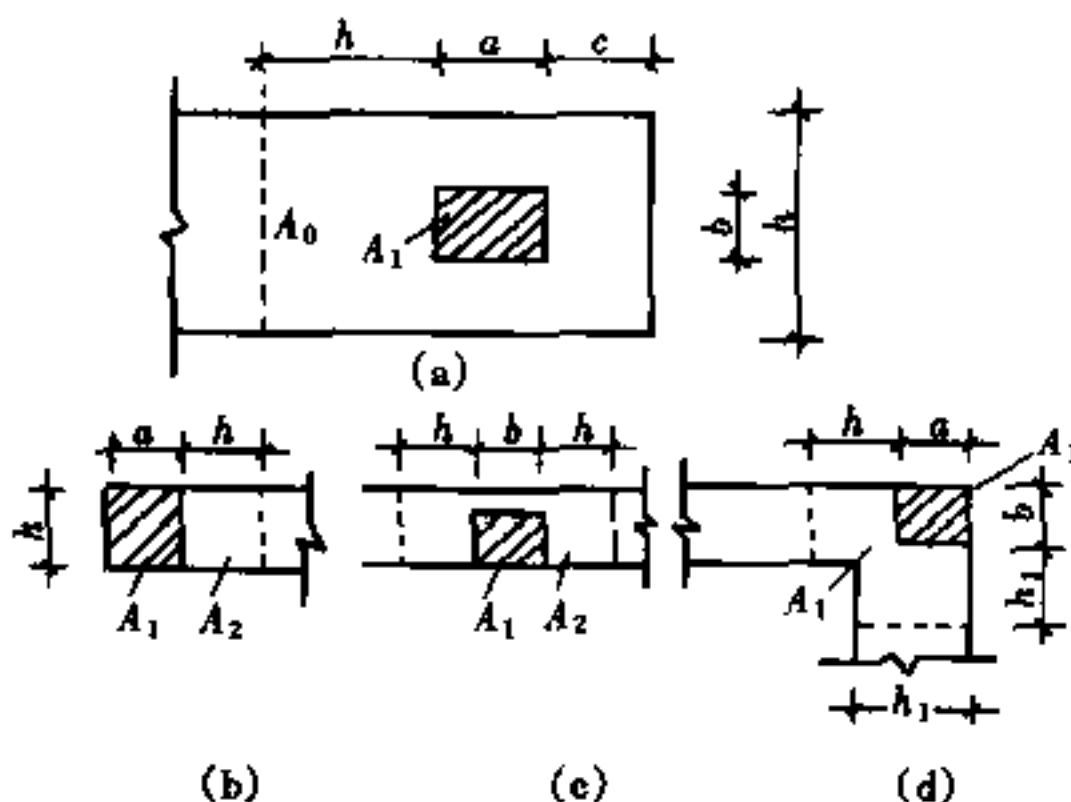 h a c
A₀ A₁ b h
(a)
a h h b h h a A₁
h b
A₁ A₂ A₁ A₂ A₁ h₁
h₁
(b) (c) (d)